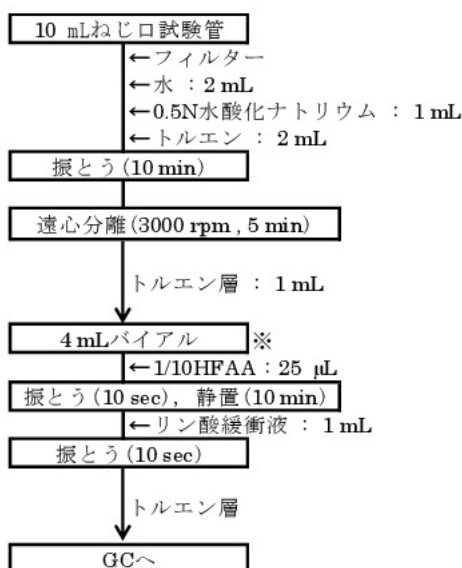 10 mLねじ口試験管
←フィルター
←水 : 2 mL
←0.5N水酸化ナトリウム : 1 mL
←トルエン : 2 mL
振とう(10 min)
遠心分離(3000 rpm , 5 min)
トルエン層 : 1 mL
4 mLバイアル ※
←1/10HFAA : 25 μL
振とう(10 sec), 静置(10 min)
←リン酸緩衝液 : 1 mL
振とう(10 sec)
トルエン層
GCへ